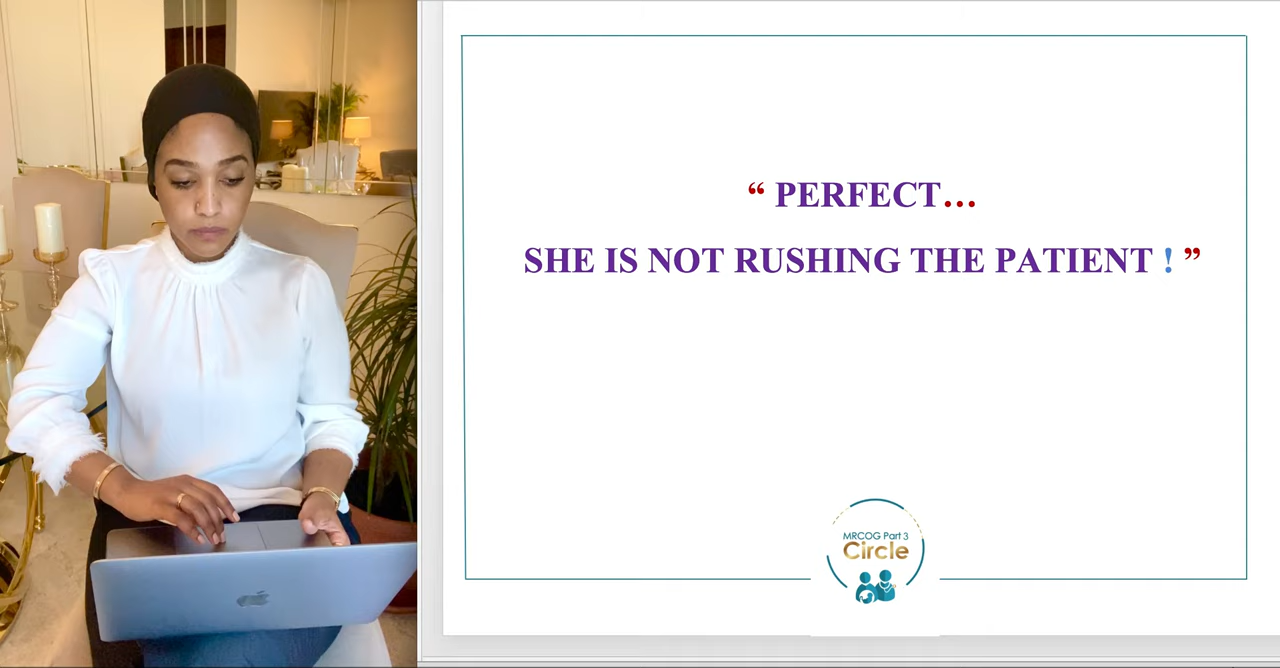 “ PERFECT…
SHE IS NOT RUSHING THE PATIENT ! ”
MRCOG Part 3
Circle